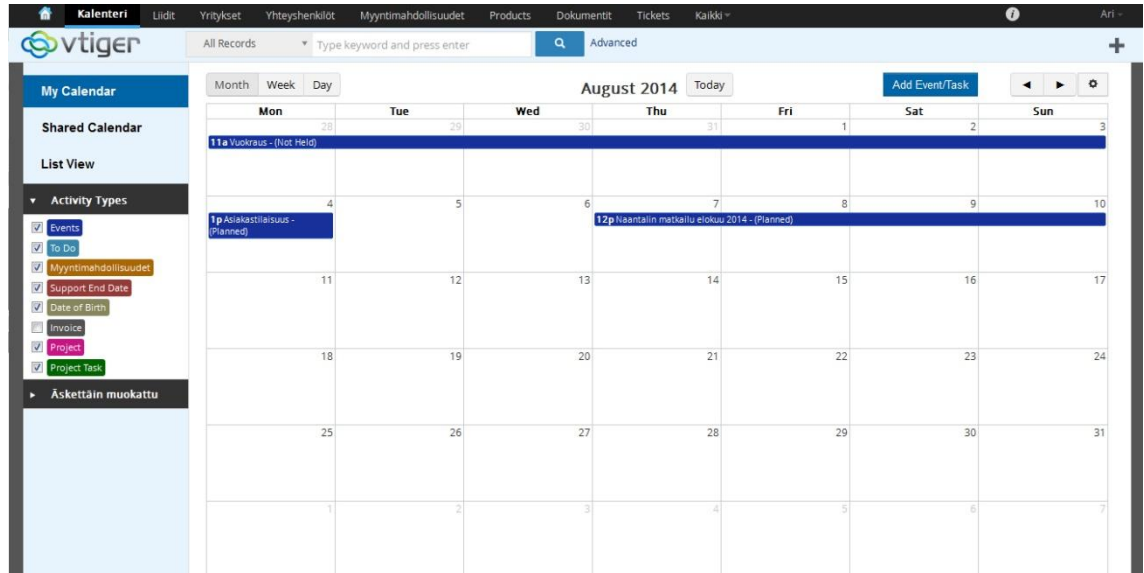 Kalenteri Liidit Yritykset Yhteyshenkilöt Myyntimahdollisuudet Products Dokumentit Tickets Kaikki i Ari
vtiger All Records Type keyword and press enter Advanced +
My Calendar
Shared Calendar
List View
Activity Types
Events
To Do
Myyntimahdollisuudet
Support End Date
Date of Birth
Invoice
Project
Project Task
Äskettäin muokattu
Month Week Day August 2014 Today Add Event/Task
Mon Tue Wed Thu Fri Sat Sun
28 29 30 31 1 2 3
11a Vuokraus - (Not Held)
4 5 6 7 8 9 10
1p Asiakastilaisuus -
(Planned)
12p Naantalin matkailu elokuu 2014 - (Planned)
11 12 13 14 15 16 17
18 19 20 21 22 23 24
25 26 27 28 29 30 31
1 2 3 4 5 6 7